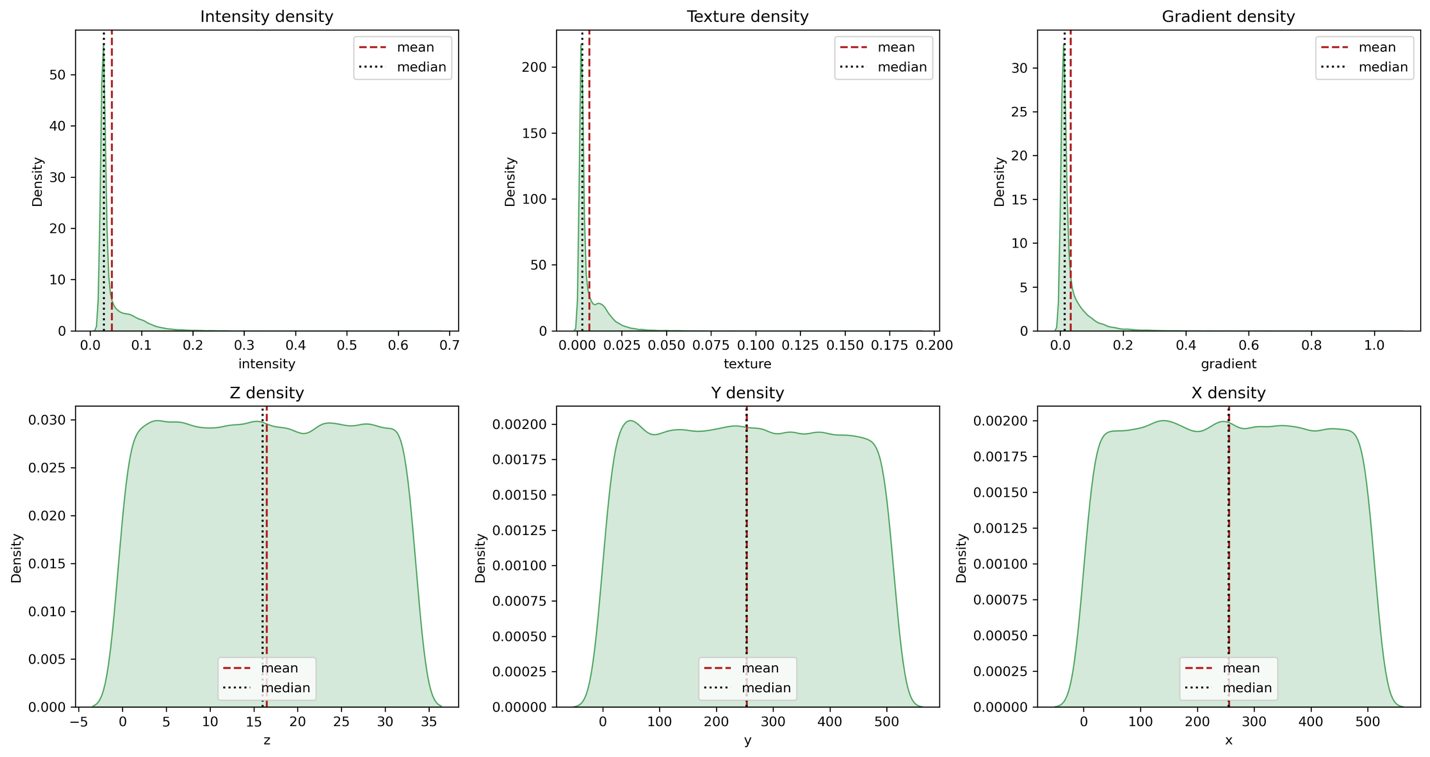 Intensity density
Density
50
40
30
20
10
0
0.0 0.1 0.2 0.3 0.4 0.5 0.6 0.7
intensity
mean
median
Texture density
Density
200
150
100
50
0
0.000 0.025 0.050 0.075 0.100 0.125 0.150 0.175 0.200
texture
mean
median
Gradient density
Density
30
25
20
15
10
5
0
0.0 0.2 0.4 0.6 0.8 1.0
gradient
mean
median
Z density
Density
0.030
0.025
0.020
0.015
0.010
0.005
0.000
−5 0 5 10 15 20 25 30 35
z
mean
median
Y density
Density
0.00200
0.00175
0.00150
0.00125
0.00100
0.00075
0.00050
0.00025
0.00000
0 100 200 300 400 500
y
mean
median
X density
Density
0.00200
0.00175
0.00150
0.00125
0.00100
0.00075
0.00050
0.00025
0.00000
0 100 200 300 400 500
x
mean
median